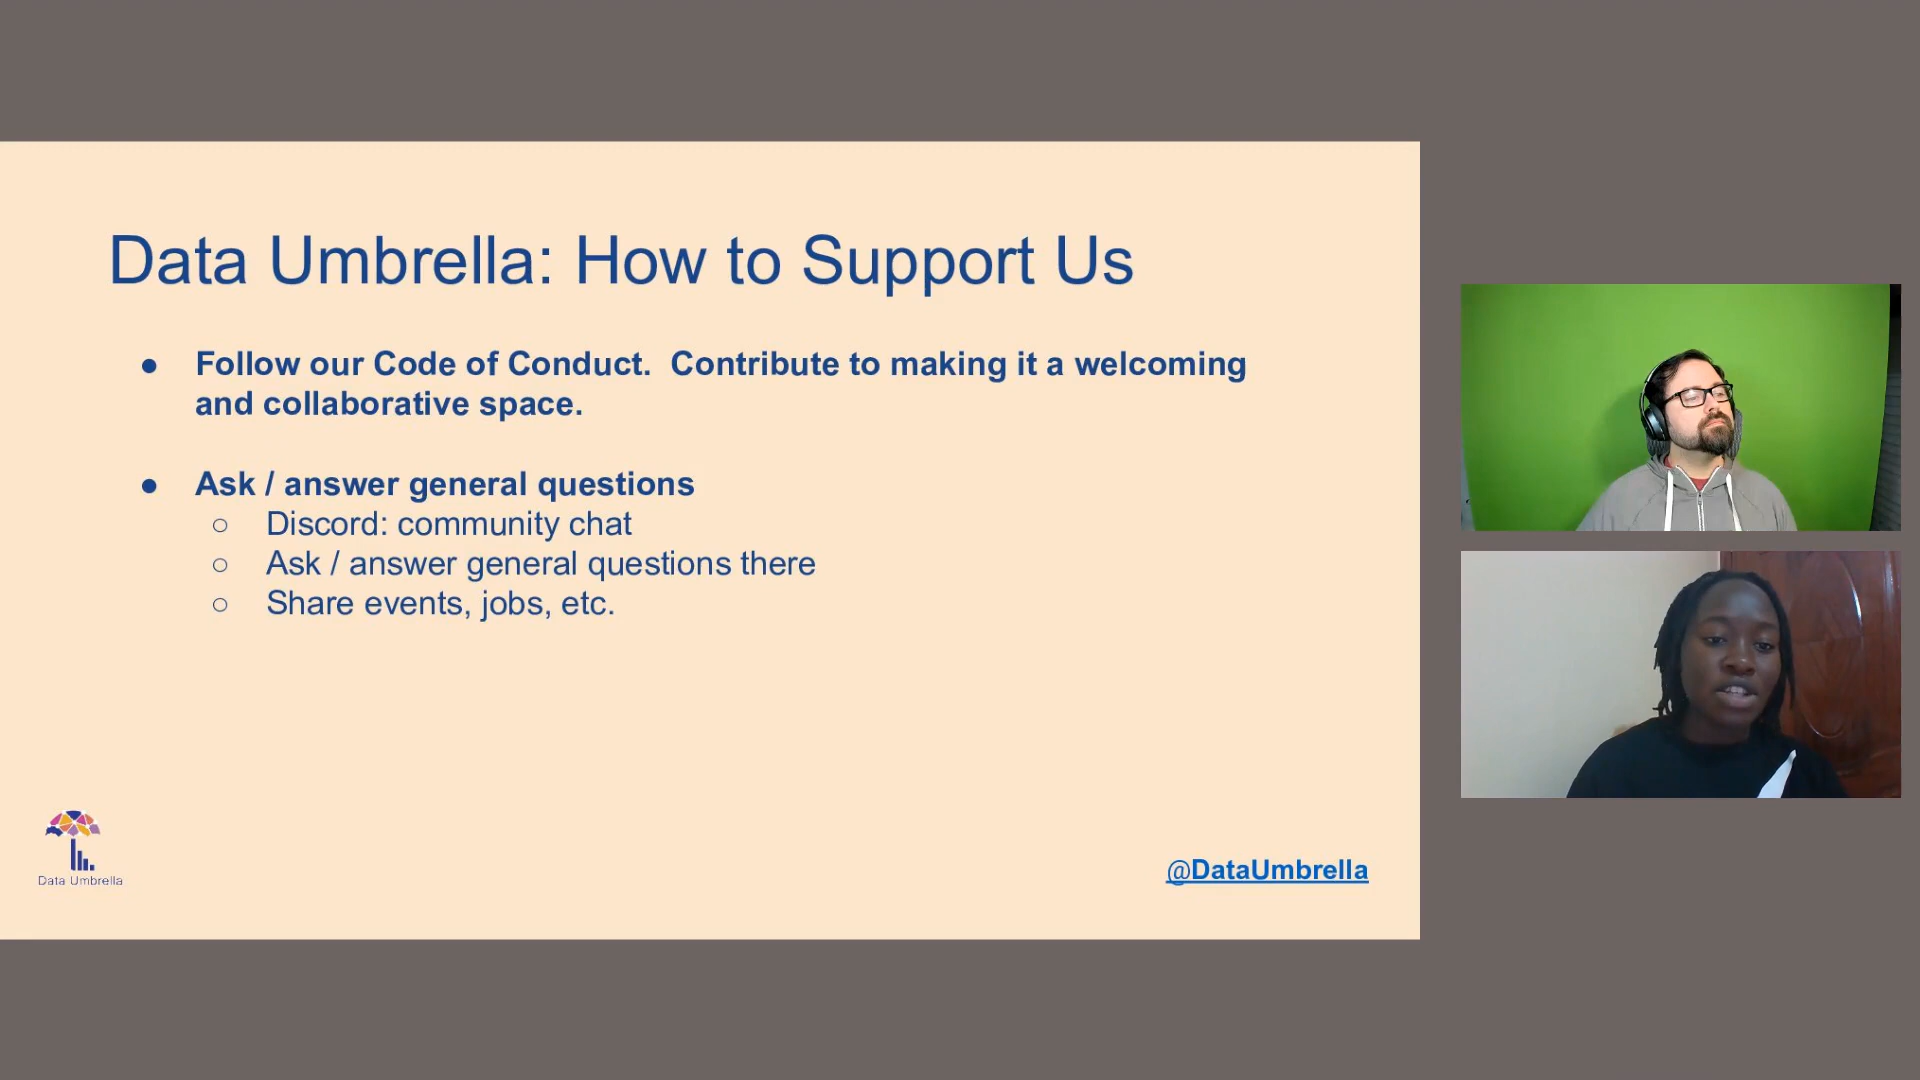 Data Umbrella: How to Support Us
● Follow our Code of Conduct.  Contribute to making it a welcoming
and collaborative space.
● Ask / answer general questions
○ Discord: community chat
○ Ask / answer general questions there
○ Share events, jobs, etc.
Data Umbrella
@DataUmbrella